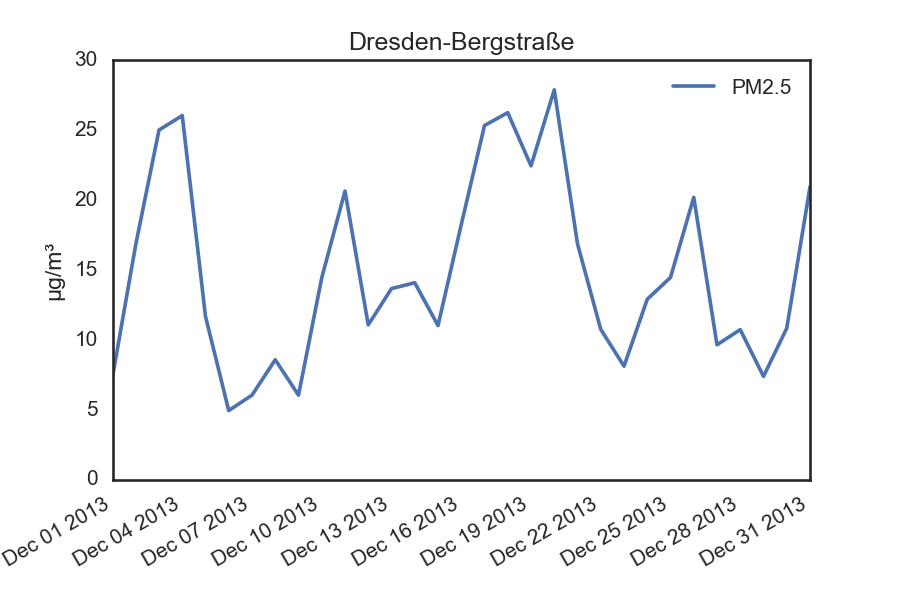 Dresden-Bergstraße
PM2.5
µg/m³
30
25
20
15
10
5
0
Dec 01 2013
Dec 04 2013
Dec 07 2013
Dec 10 2013
Dec 13 2013
Dec 16 2013
Dec 19 2013
Dec 22 2013
Dec 25 2013
Dec 28 2013
Dec 31 2013